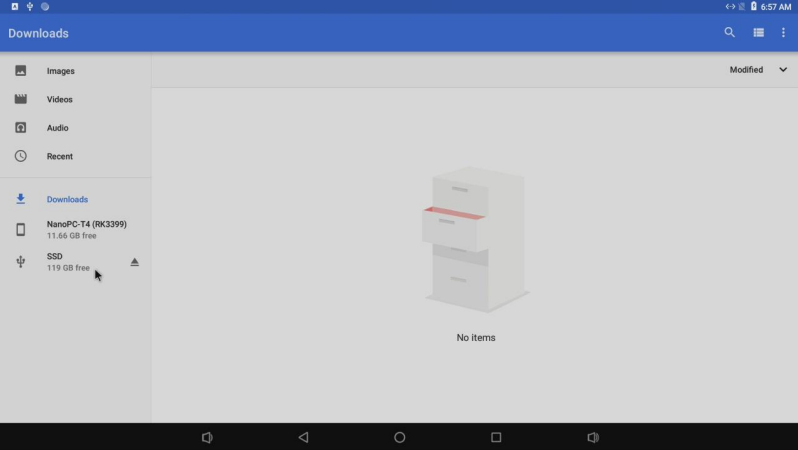 6:57 AM
Downloads
Images
Modified
Videos
Audio
Recent
Downloads
NanoPC-T4 (RK3399)
11.66 GB free
SSD
119 GB free
No items